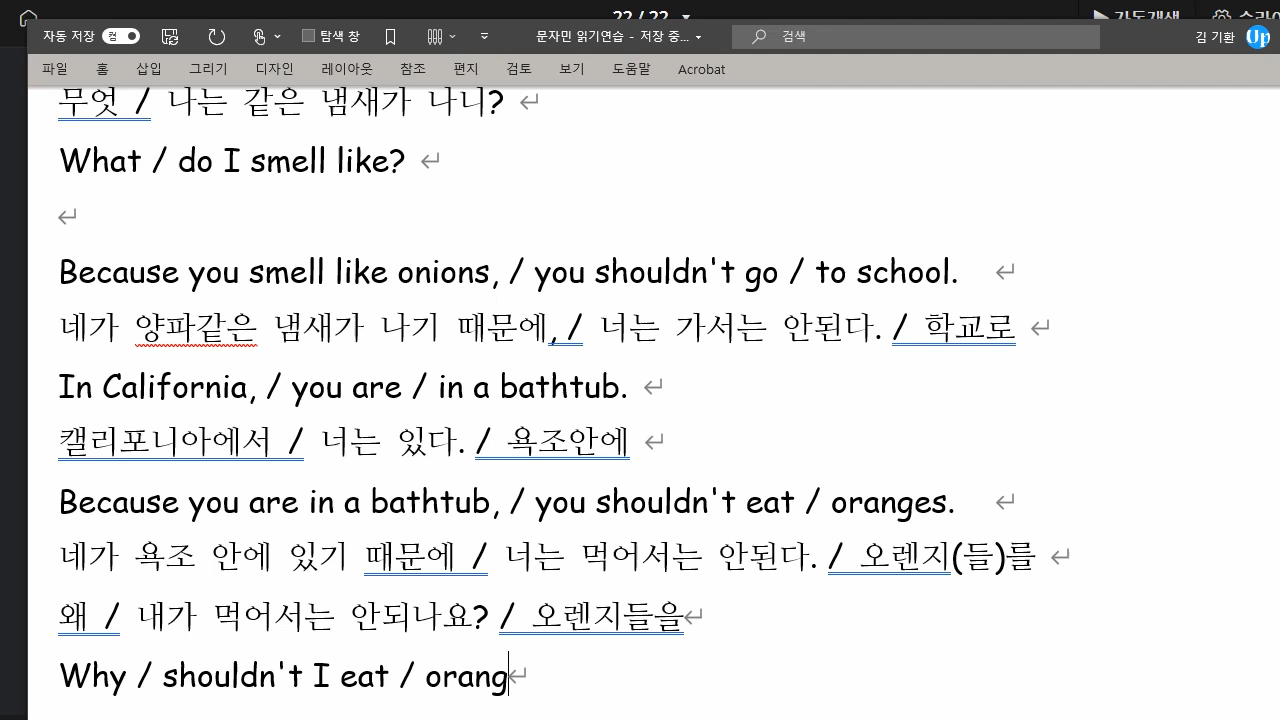 22 / 22
자동 저장 컴 탐색 창 문자민 읽기연습 - 저장 중... 검색 김 기환 Up
파일 홈 삽입 그리기 디자인 레이아웃 참조 편지 검토 보기 도움말 Acrobat
무엇 / 나는 같은 냄새가 나니?
What / do I smell like?
Because you smell like onions, / you shouldn't go / to school.
네가 양파같은 냄새가 나기 때문에, / 너는 가서는 안된다. / 학교로
In California, / you are / in a bathtub.
캘리포니아에서 / 너는 있다. / 욕조안에
Because you are in a bathtub, / you shouldn't eat / oranges.
네가 욕조 안에 있기 때문에 / 너는 먹어서는 안된다. / 오렌지(들)를
왜 / 내가 먹어서는 안되나요? / 오렌지들을
Why / shouldn't I eat / orang